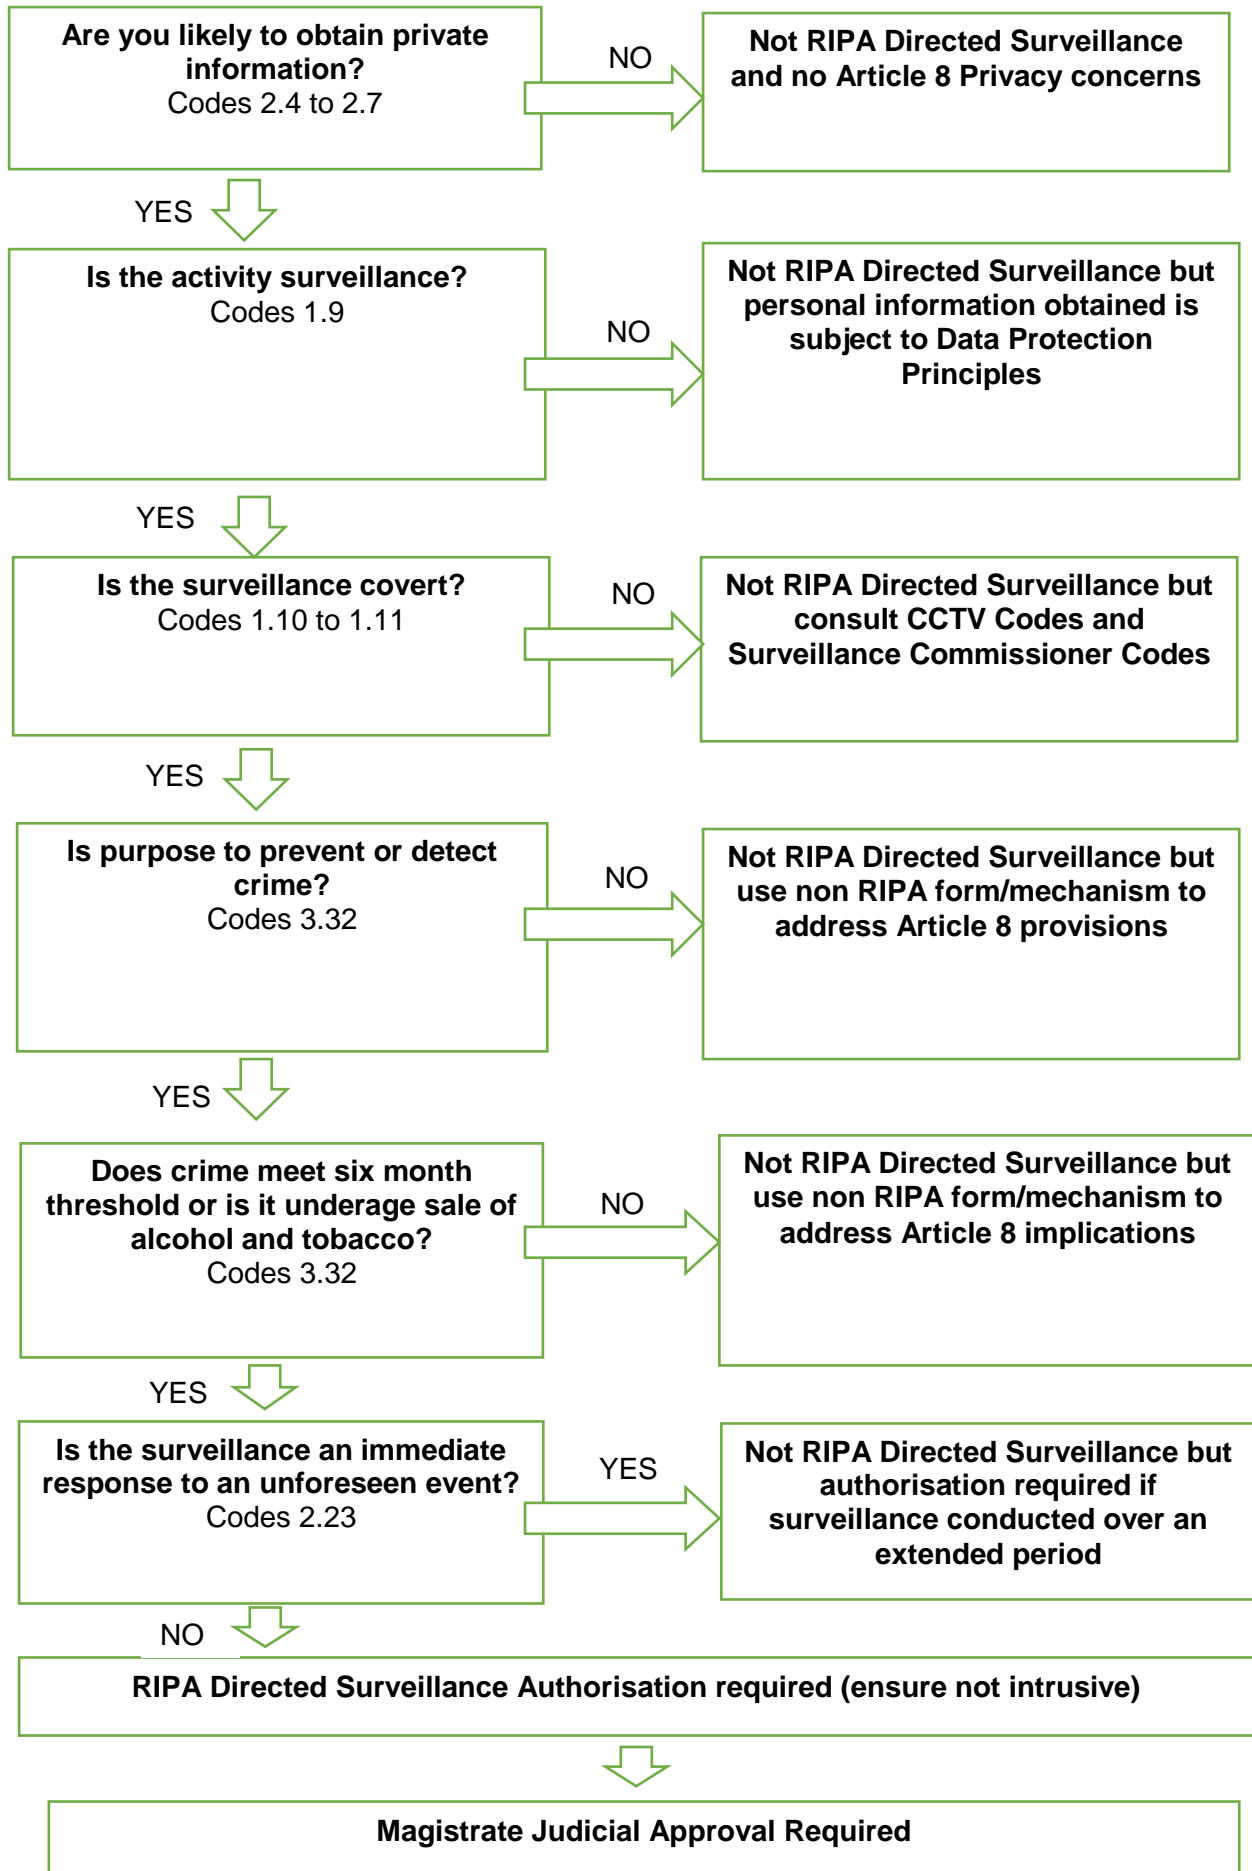 Are you likely to obtain private
information?
Codes 2.4 to 2.7
NO
Not RIPA Directed Surveillance
and no Article 8 Privacy concerns
YES
Is the activity surveillance?
Codes 1.9
NO
Not RIPA Directed Surveillance but
personal information obtained is
subject to Data Protection
Principles
YES
Is the surveillance covert?
Codes 1.10 to 1.11
NO
Not RIPA Directed Surveillance but
consult CCTV Codes and
Surveillance Commissioner Codes
YES
Is purpose to prevent or detect
crime?
Codes 3.32
NO
Not RIPA Directed Surveillance but
use non RIPA form/mechanism to
address Article 8 provisions
YES
Does crime meet six month
threshold or is it underage sale of
alcohol and tobacco?
Codes 3.32
NO
Not RIPA Directed Surveillance but
use non RIPA form/mechanism to
address Article 8 implications
YES
Is the surveillance an immediate
response to an unforeseen event?
Codes 2.23
YES
Not RIPA Directed Surveillance but
authorisation required if
surveillance conducted over an
extended period
NO
RIPA Directed Surveillance Authorisation required (ensure not intrusive)
Magistrate Judicial Approval Required